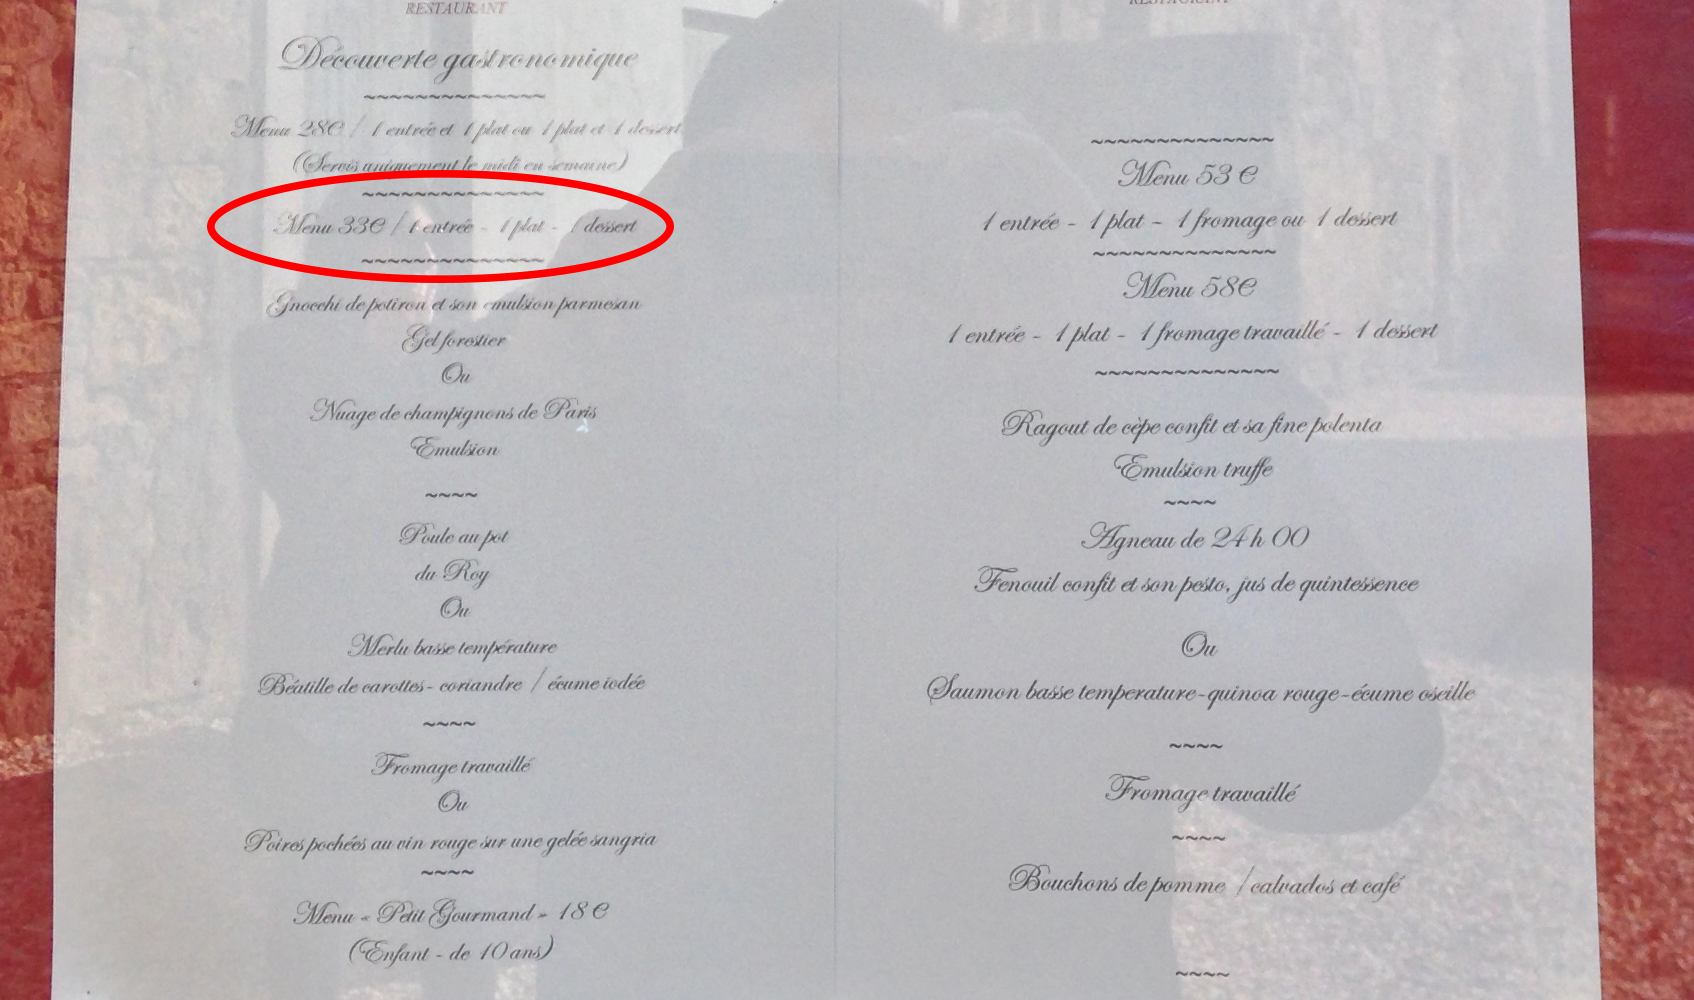 RESTAURANT
Découverte gastronomique
~~~~~~~~~~~~~~
Menu 28€ / 1 entrée et 1 plat ou 1 plat et 1 dessert
(Servis uniquement le midi en semaine)
~~~~~~~~~~~~~~
Menu 33€ / 1 entrée - 1 plat - 1 dessert
~~~~~~~~~~~~~~
Gnocchi de potiron et son emulsion parmesan
Gel forestier
Ou
Nuage de champignons de Paris
Emulsion
~~~~
Poule au pot
du Roy
Ou
Merlu basse température
Béatille de carottes - coriandre / écume iodée
~~~~
Fromage travaillé
Ou
Poires pochées au vin rouge sur une gelée sangria
~~~~
Menu « Petit Gourmand » 18 €
(Enfant - de 10 ans)
RESTAURANT
~~~~~~~~~~~~~~
Menu 53 €
1 entrée - 1 plat - 1 fromage ou 1 dessert
~~~~~~~~~~~~~~
Menu 58€
1 entrée - 1 plat - 1 fromage travaillé - 1 dessert
~~~~~~~~~~~~~~
Ragout de cèpe confit et sa fine polenta
Emulsion truffe
~~~~
Agneau de 24 h 00
Fenouil confit et son pesto, jus de quintessence
Ou
Saumon basse temperature-quinoa rouge-écume oseille
~~~~
Fromage travaillé
~~~~
Bouchons de pomme / calvados et café
~~~~